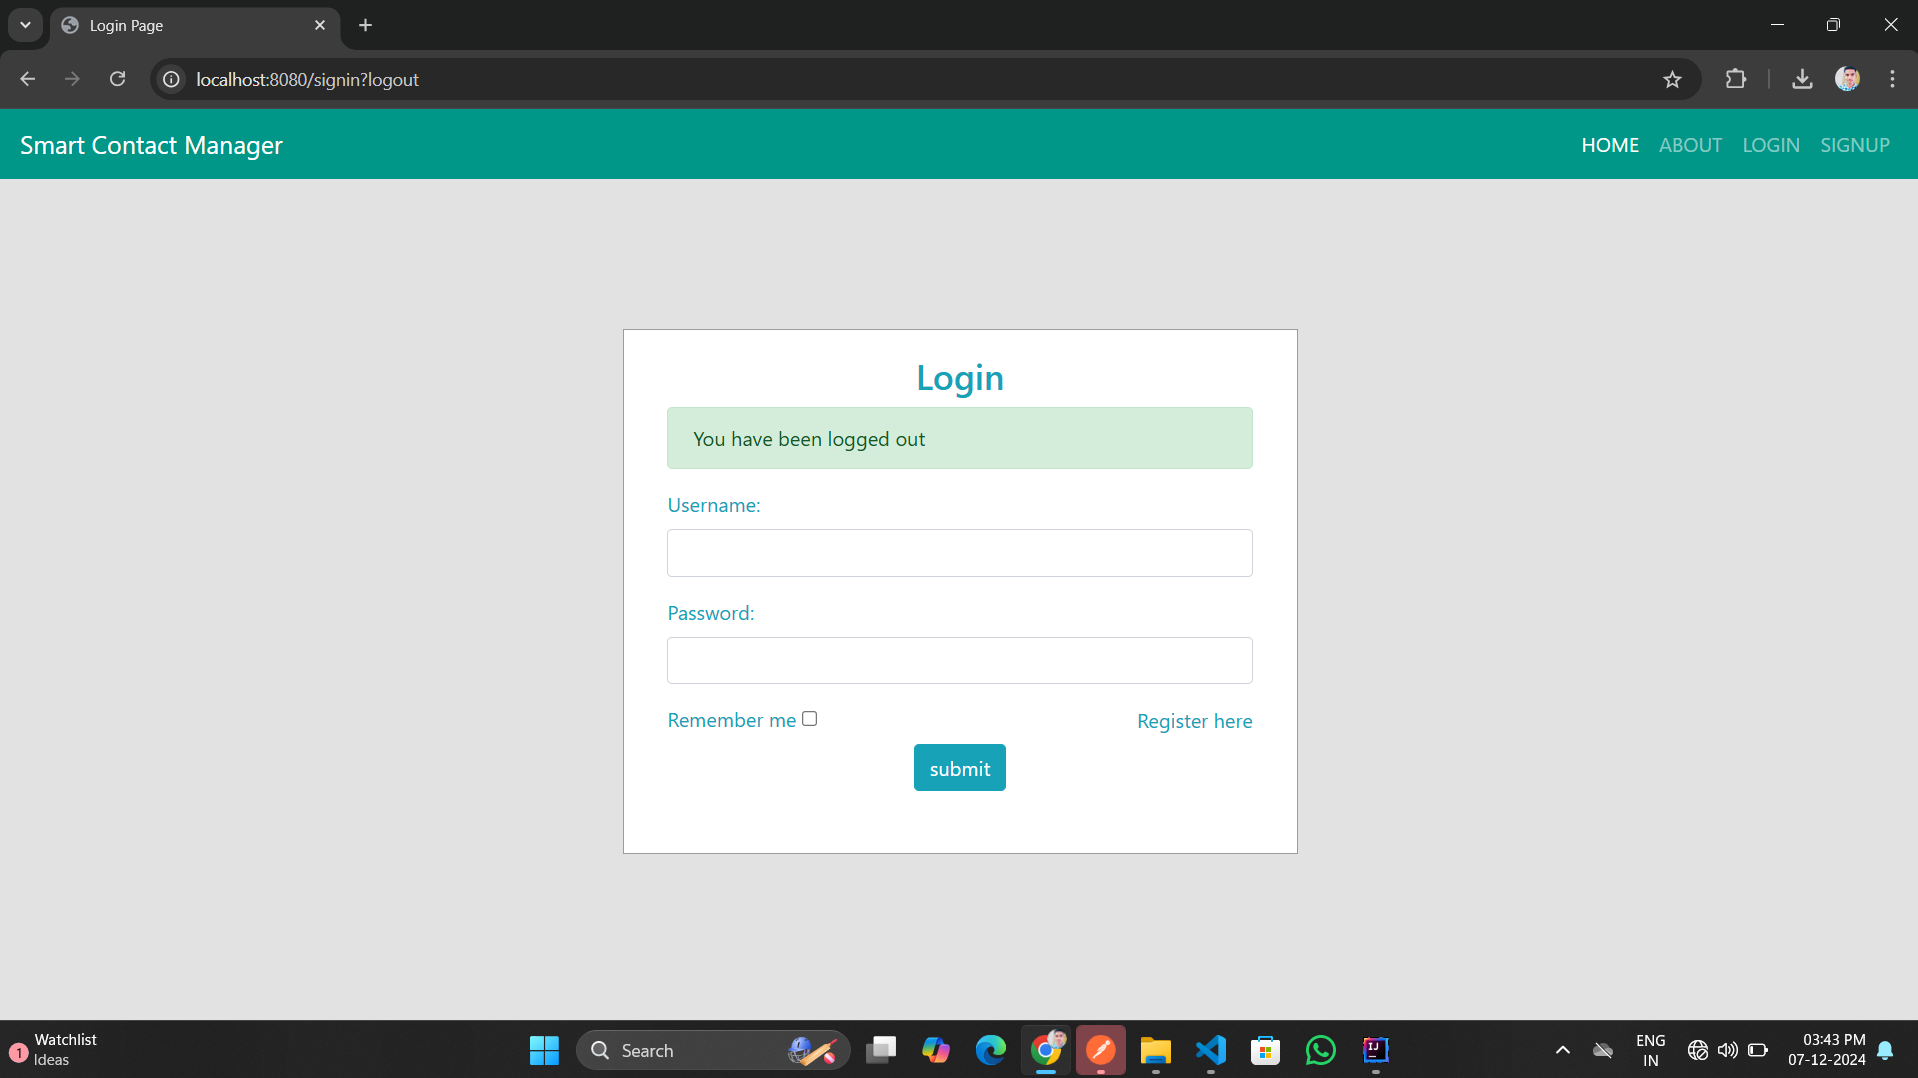 Login Page
localhost:8080/signin?logout
Smart Contact Manager
HOME ABOUT LOGIN SIGNUP
Login
You have been logged out
Username:
Password:
Remember me
Register here
submit
1
Watchlist
Ideas
Search
IJ
ENG
IN
03:43 PM
07-12-2024